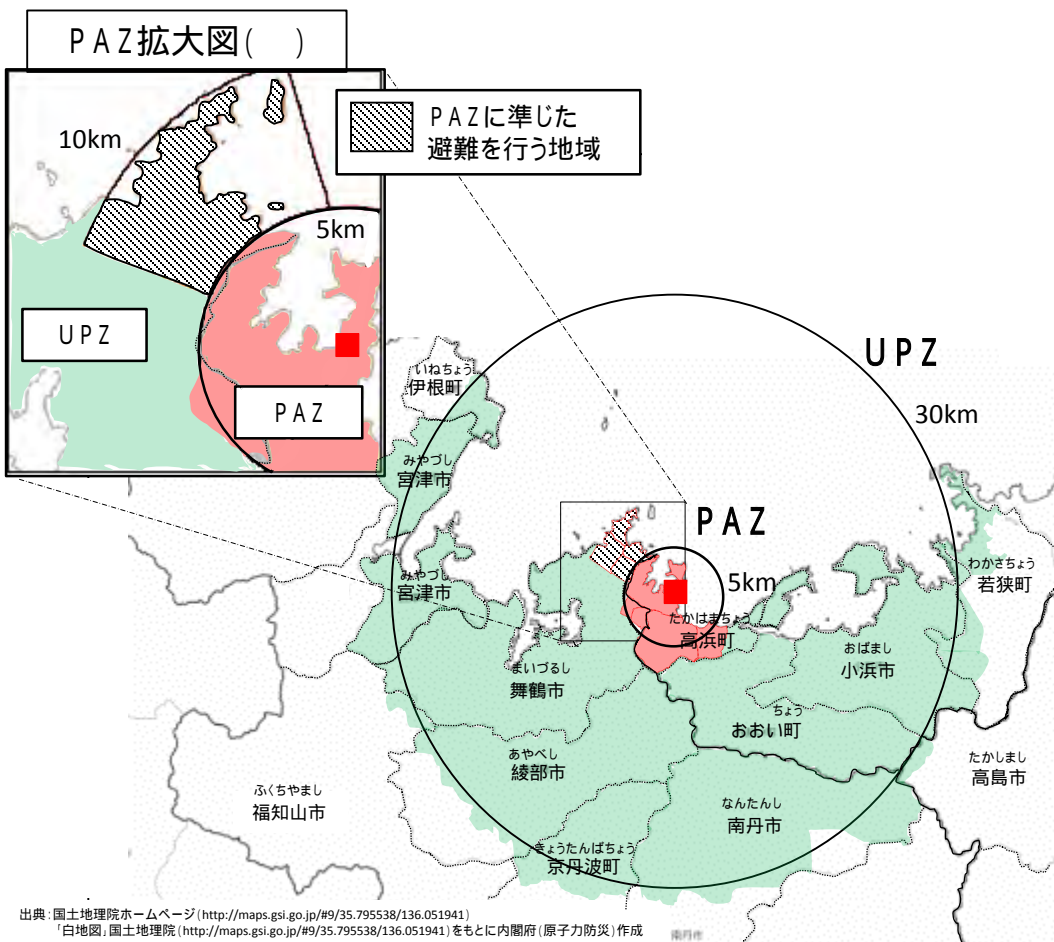 PAZ拡大図(　)
PAZに準じた
避難を行う地域
10km
5km
UPZ
PAZ
UPZ
30km
PAZ
5km
いねちょう
伊根町
みやづし
宮津市
みやづし
宮津市
わかさちょう
若狭町
たかはまちょう
高浜町
おばまし
小浜市
まいづるし
舞鶴市
ちょう
おおい町
あやべし
綾部市
たかしまし
高島市
ふくちやまし
福知山市
なんたんし
南丹市
きょうたんばちょう
京丹波町
出典:国土地理院ホームページ(http://maps.gsi.go.jp/#9/35.795538/136.051941)
「白地図」国土地理院(http://maps.gsi.go.jp/#9/35.795538/136.051941)をもとに内閣府(原子力防災)作成
南丹市